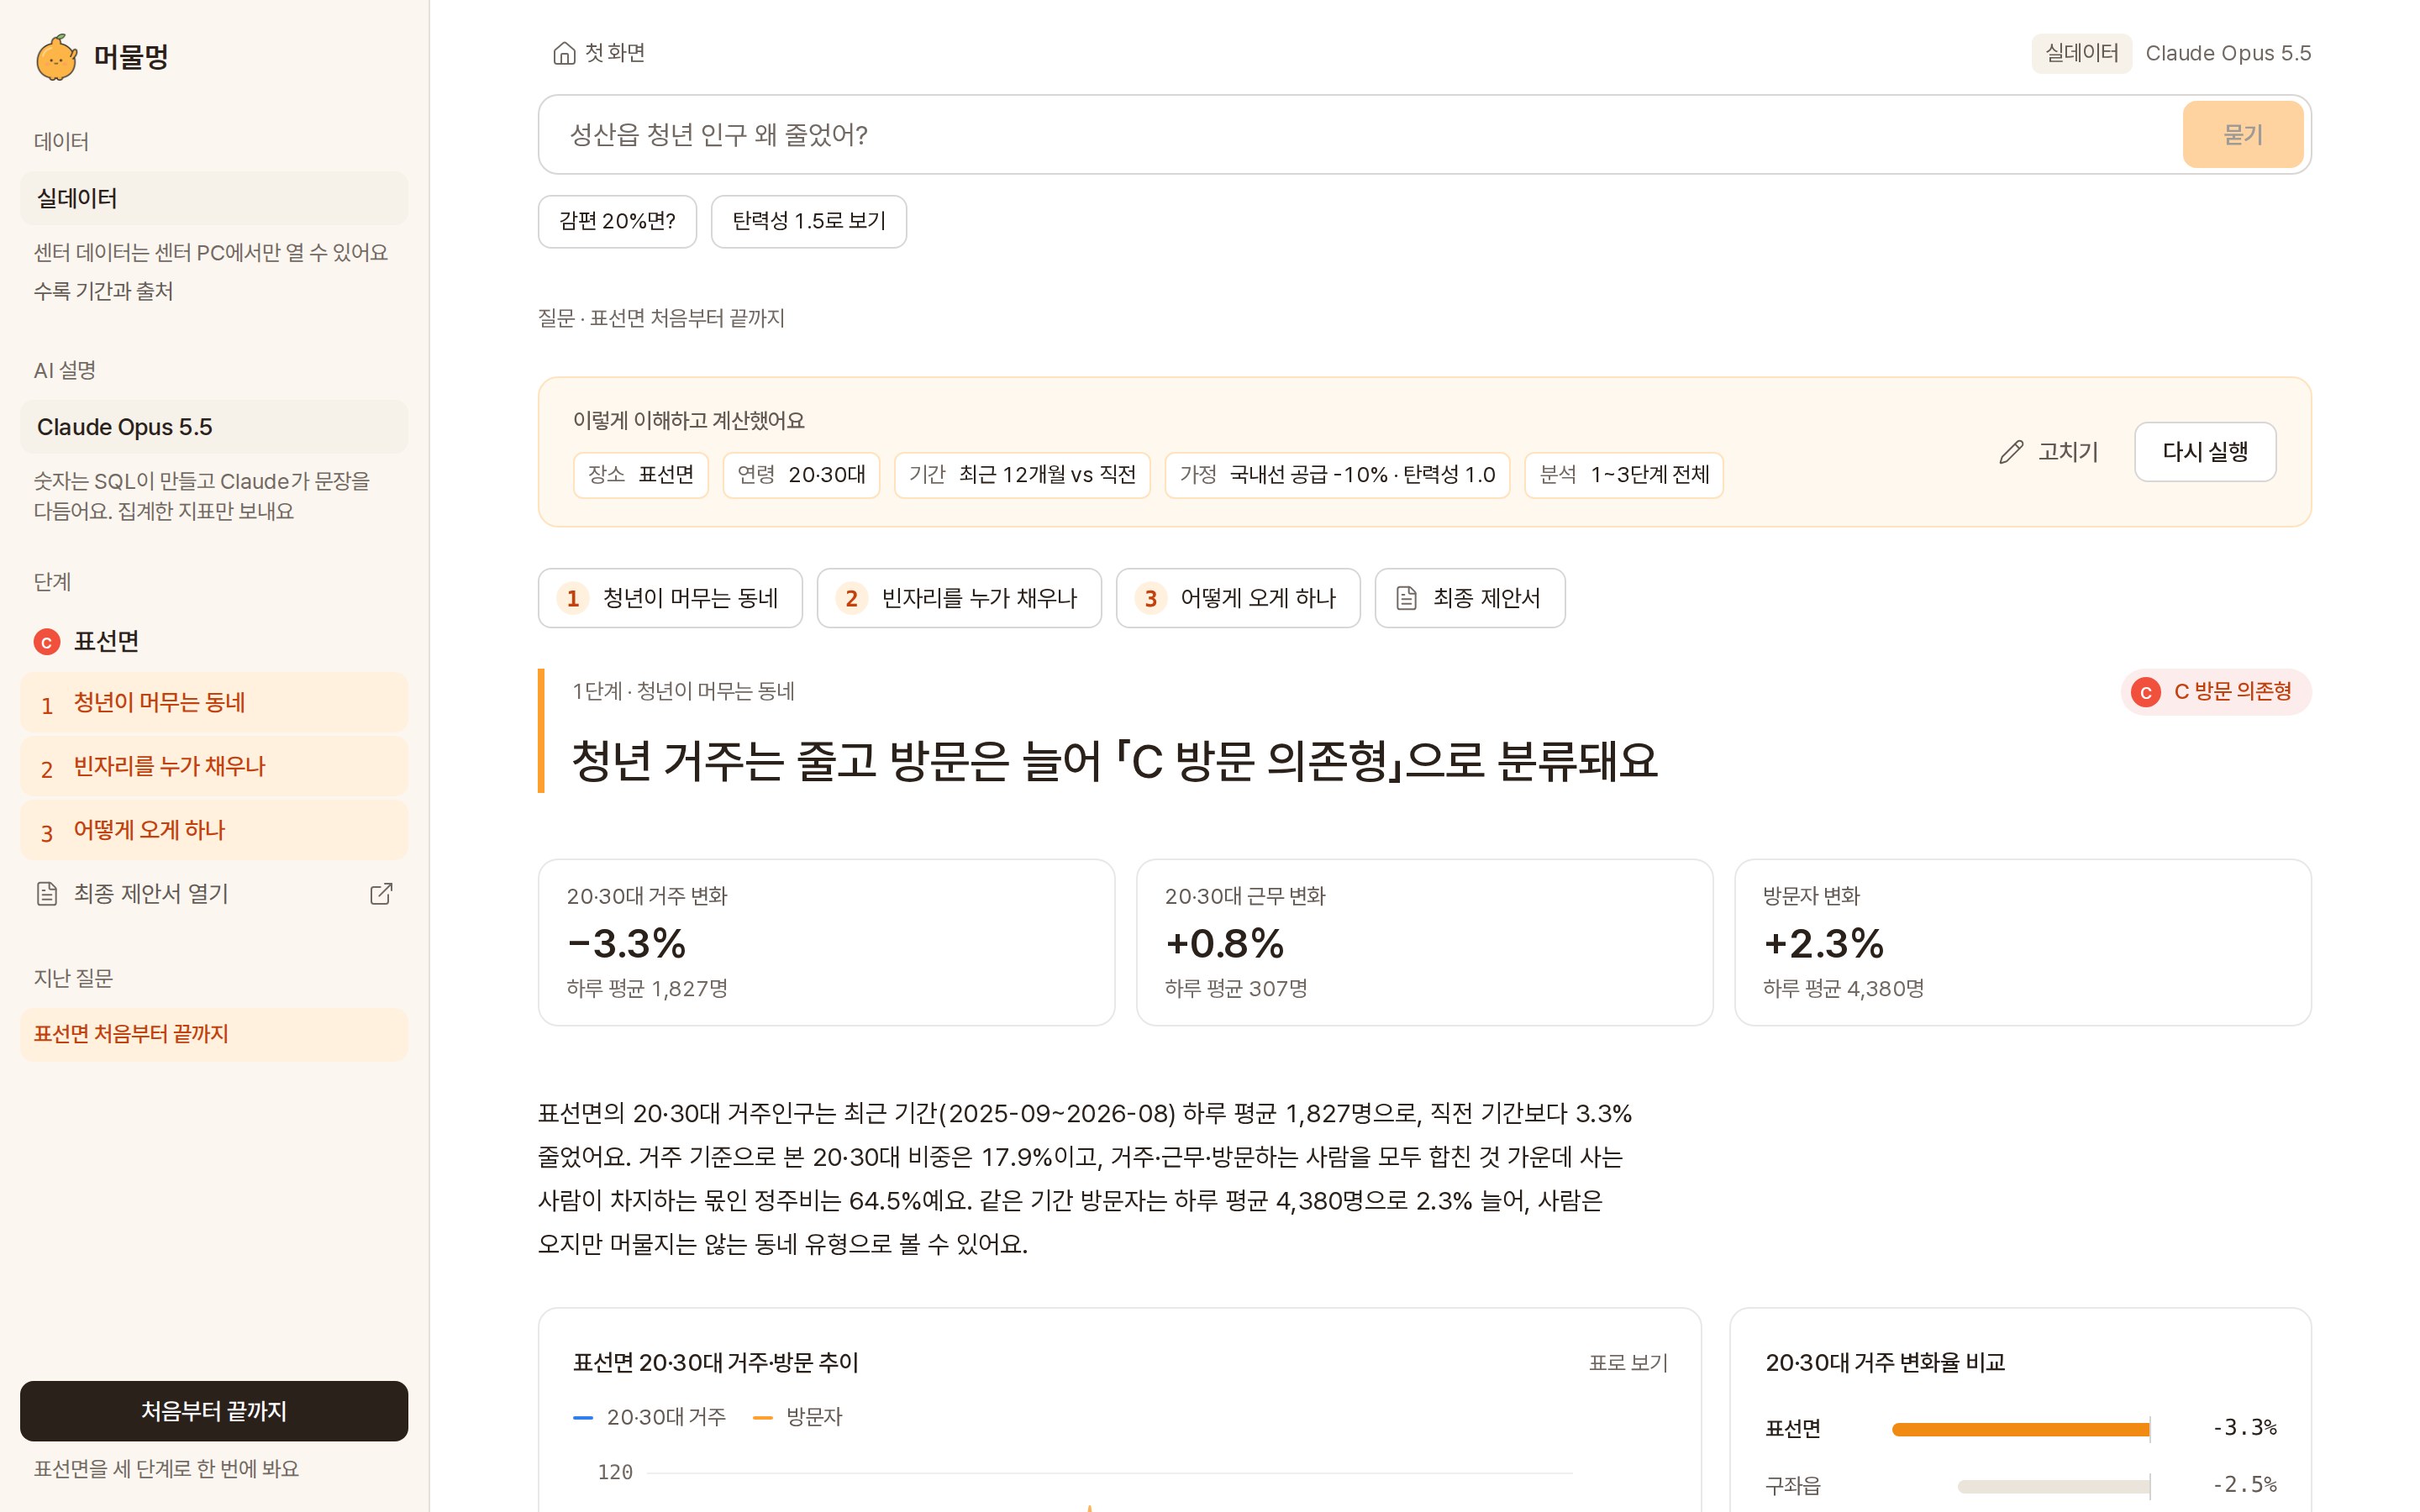 머물멍
데이터
실데이터
센터 데이터는 센터 PC에서만 열 수 있어요
수록 기간과 출처
AI 설명
Claude Opus 5.5
숫자는 SQL이 만들고 Claude가 문장을
다듬어요. 집계한 지표만 보내요
단계
C 표선면
1 청년이 머무는 동네
2 빈자리를 누가 채우나
3 어떻게 오게 하나
최종 제안서 열기
지난 질문
표선면 처음부터 끝까지
처음부터 끝까지
표선면을 세 단계로 한 번에 봐요
첫 화면
실데이터 Claude Opus 5.5
성산읍 청년 인구 왜 줄었어?
묻기
감편 20%면? 탄력성 1.5로 보기
질문 · 표선면 처음부터 끝까지
이렇게 이해하고 계산했어요
장소 표선면 연령 20·30대 기간 최근 12개월 vs 직전 가정 국내선 공급 -10% · 탄력성 1.0 분석 1~3단계 전체
고치기 다시 실행
1 청년이 머무는 동네 2 빈자리를 누가 채우나 3 어떻게 오게 하나 최종 제안서
1단계 · 청년이 머무는 동네
C C 방문 의존형
청년 거주는 줄고 방문은 늘어 「C 방문 의존형」으로 분류돼요
20·30대 거주 변화
−3.3%
하루 평균 1,827명
20·30대 근무 변화
+0.8%
하루 평균 307명
방문자 변화
+2.3%
하루 평균 4,380명
표선면의 20·30대 거주인구는 최근 기간(2025-09~2026-08) 하루 평균 1,827명으로, 직전 기간보다 3.3%
줄었어요. 거주 기준으로 본 20·30대 비중은 17.9%이고, 거주·근무·방문하는 사람을 모두 합친 것 가운데 사는
사람이 차지하는 몫인 정주비는 64.5%예요. 같은 기간 방문자는 하루 평균 4,380명으로 2.3% 늘어, 사람은
오지만 머물지는 않는 동네 유형으로 볼 수 있어요.
표선면 20·30대 거주·방문 추이
표로 보기
20·30대 거주 방문자
120
20·30대 거주 변화율 비교
표선면 -3.3%
구좌읍 -2.5%